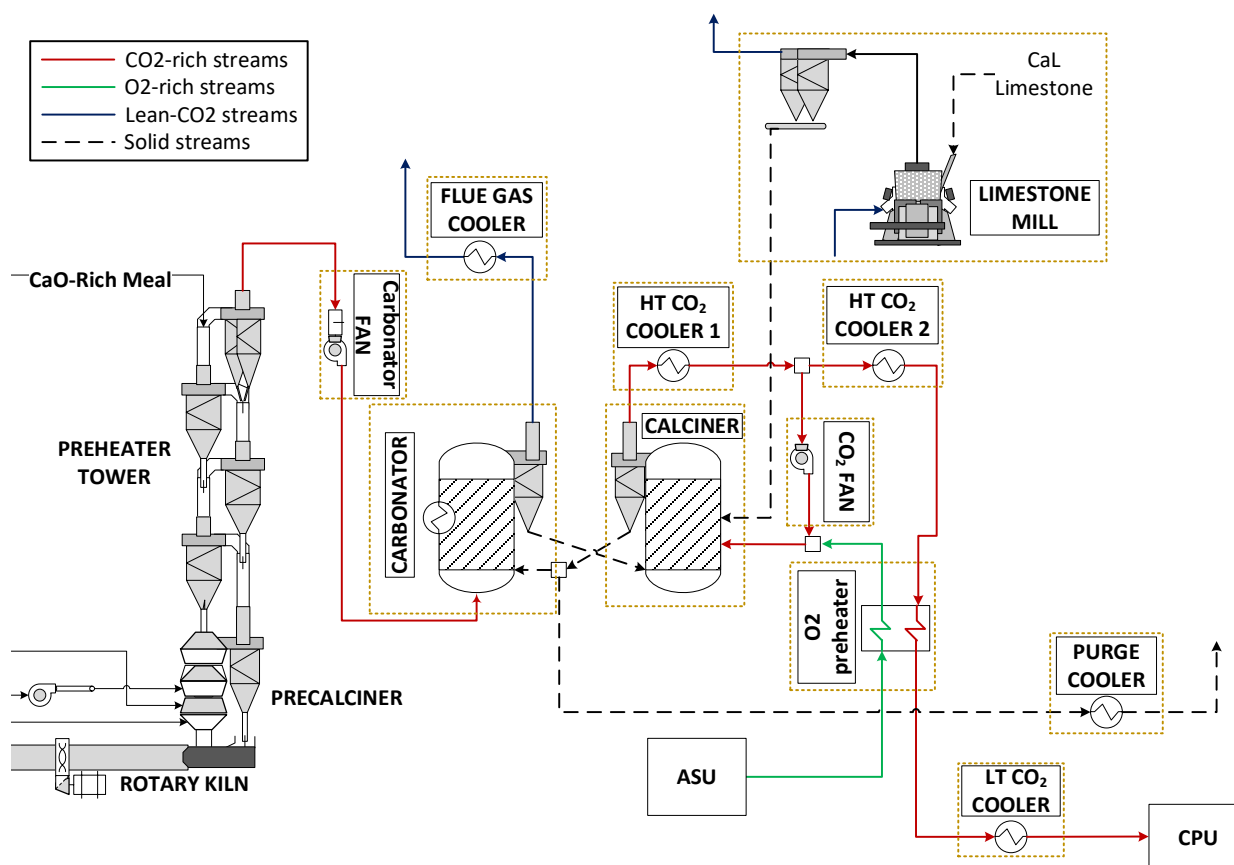 CO2-rich streams
O2-rich streams
Lean-CO2 streams
Solid streams
CaL
Limestone
LIMESTONE
MILL
FLUE GAS
COOLER
CaO-Rich Meal
Carbonator
FAN
HT CO₂
COOLER 1
HT CO₂
COOLER 2
PREHEATER
TOWER
CARBONATOR
CALCINER
CO₂ FAN
O2
preheater
PURGE
COOLER
PRECALCINER
ROTARY KILN
ASU
LT CO₂
COOLER
CPU